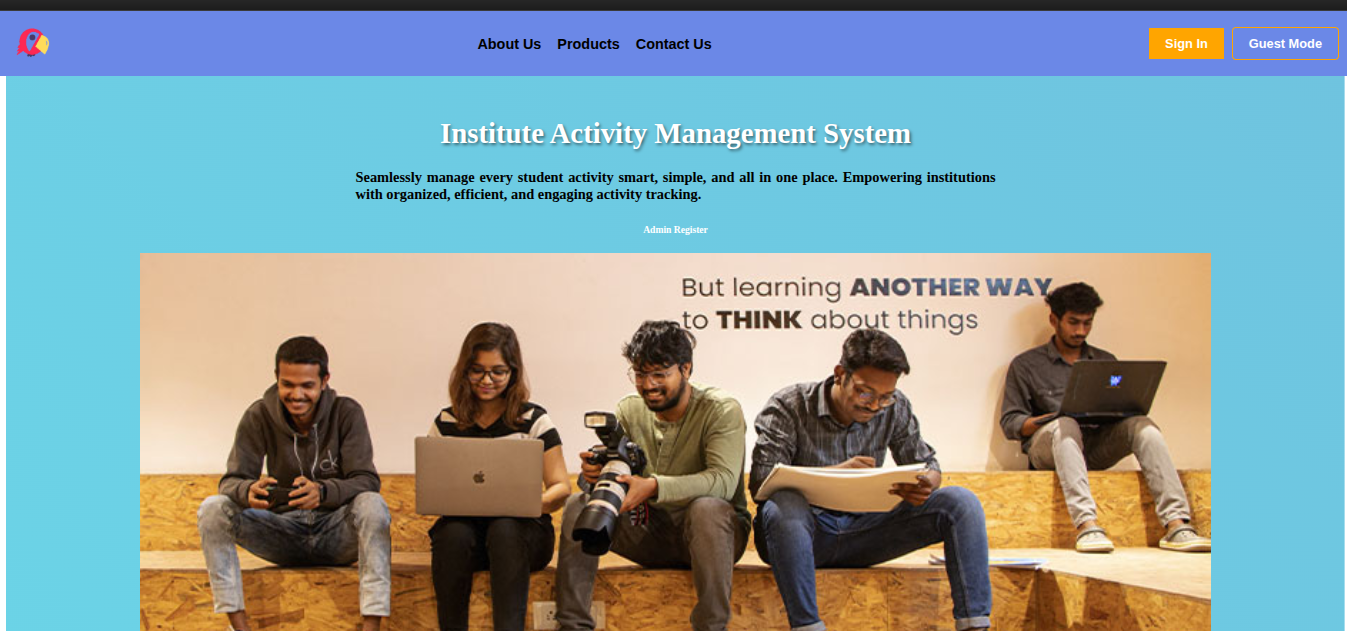 About Us Products Contact Us Sign In Guest Mode
Institute Activity Management System
Seamlessly manage every student activity smart, simple, and all in one place. Empowering institutions
with organized, efficient, and engaging activity tracking.
Admin Register
But learning ANOTHER WAY
to THINK about things
ck